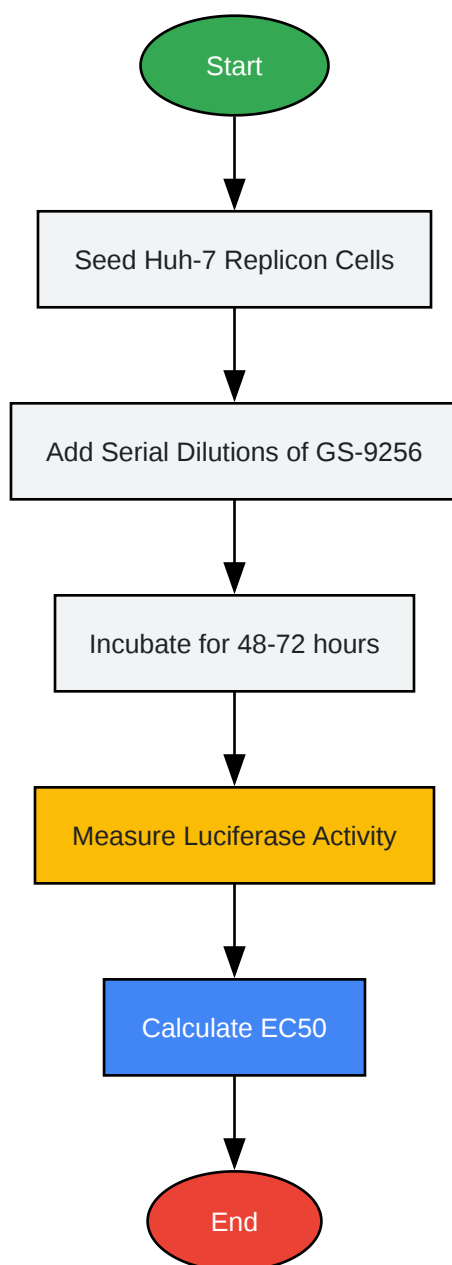 Start
Seed Huh-7 Replicon Cells
Add Serial Dilutions of GS-9256
Incubate for 48-72 hours
Measure Luciferase Activity
Calculate EC50
End